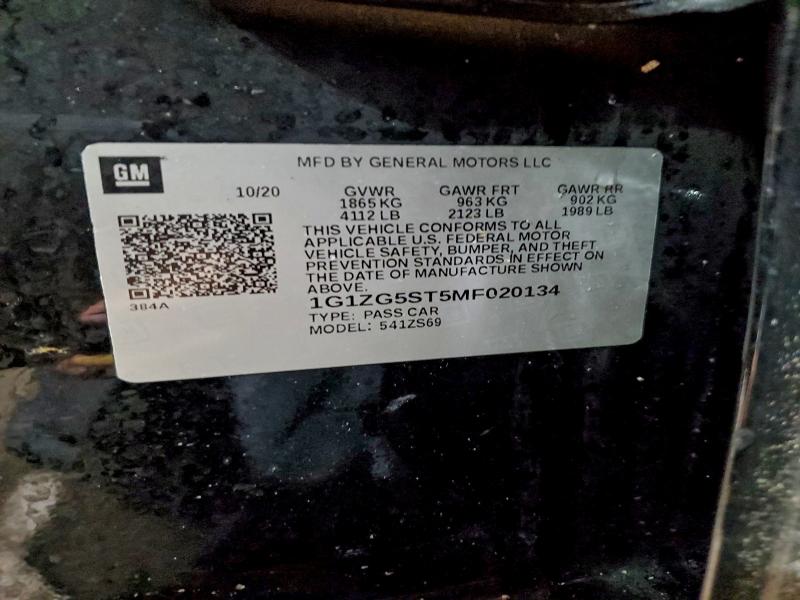 GM
MFD BY GENERAL MOTORS LLC
10/20 GVWR GAWR FRT GAWR RR
1865 KG 963 KG 902 KG
4112 LB 2123 LB 1989 LB
THIS VEHICLE CONFORMS TO ALL
APPLICABLE U.S. FEDERAL MOTOR
VEHICLE SAFETY, BUMPER, AND THEFT
PREVENTION STANDARDS IN EFFECT ON
THE DATE OF MANUFACTURE SHOWN
ABOVE.
384A
1G1ZG5ST5MF020134
TYPE: PASS CAR
MODEL: 541ZS69